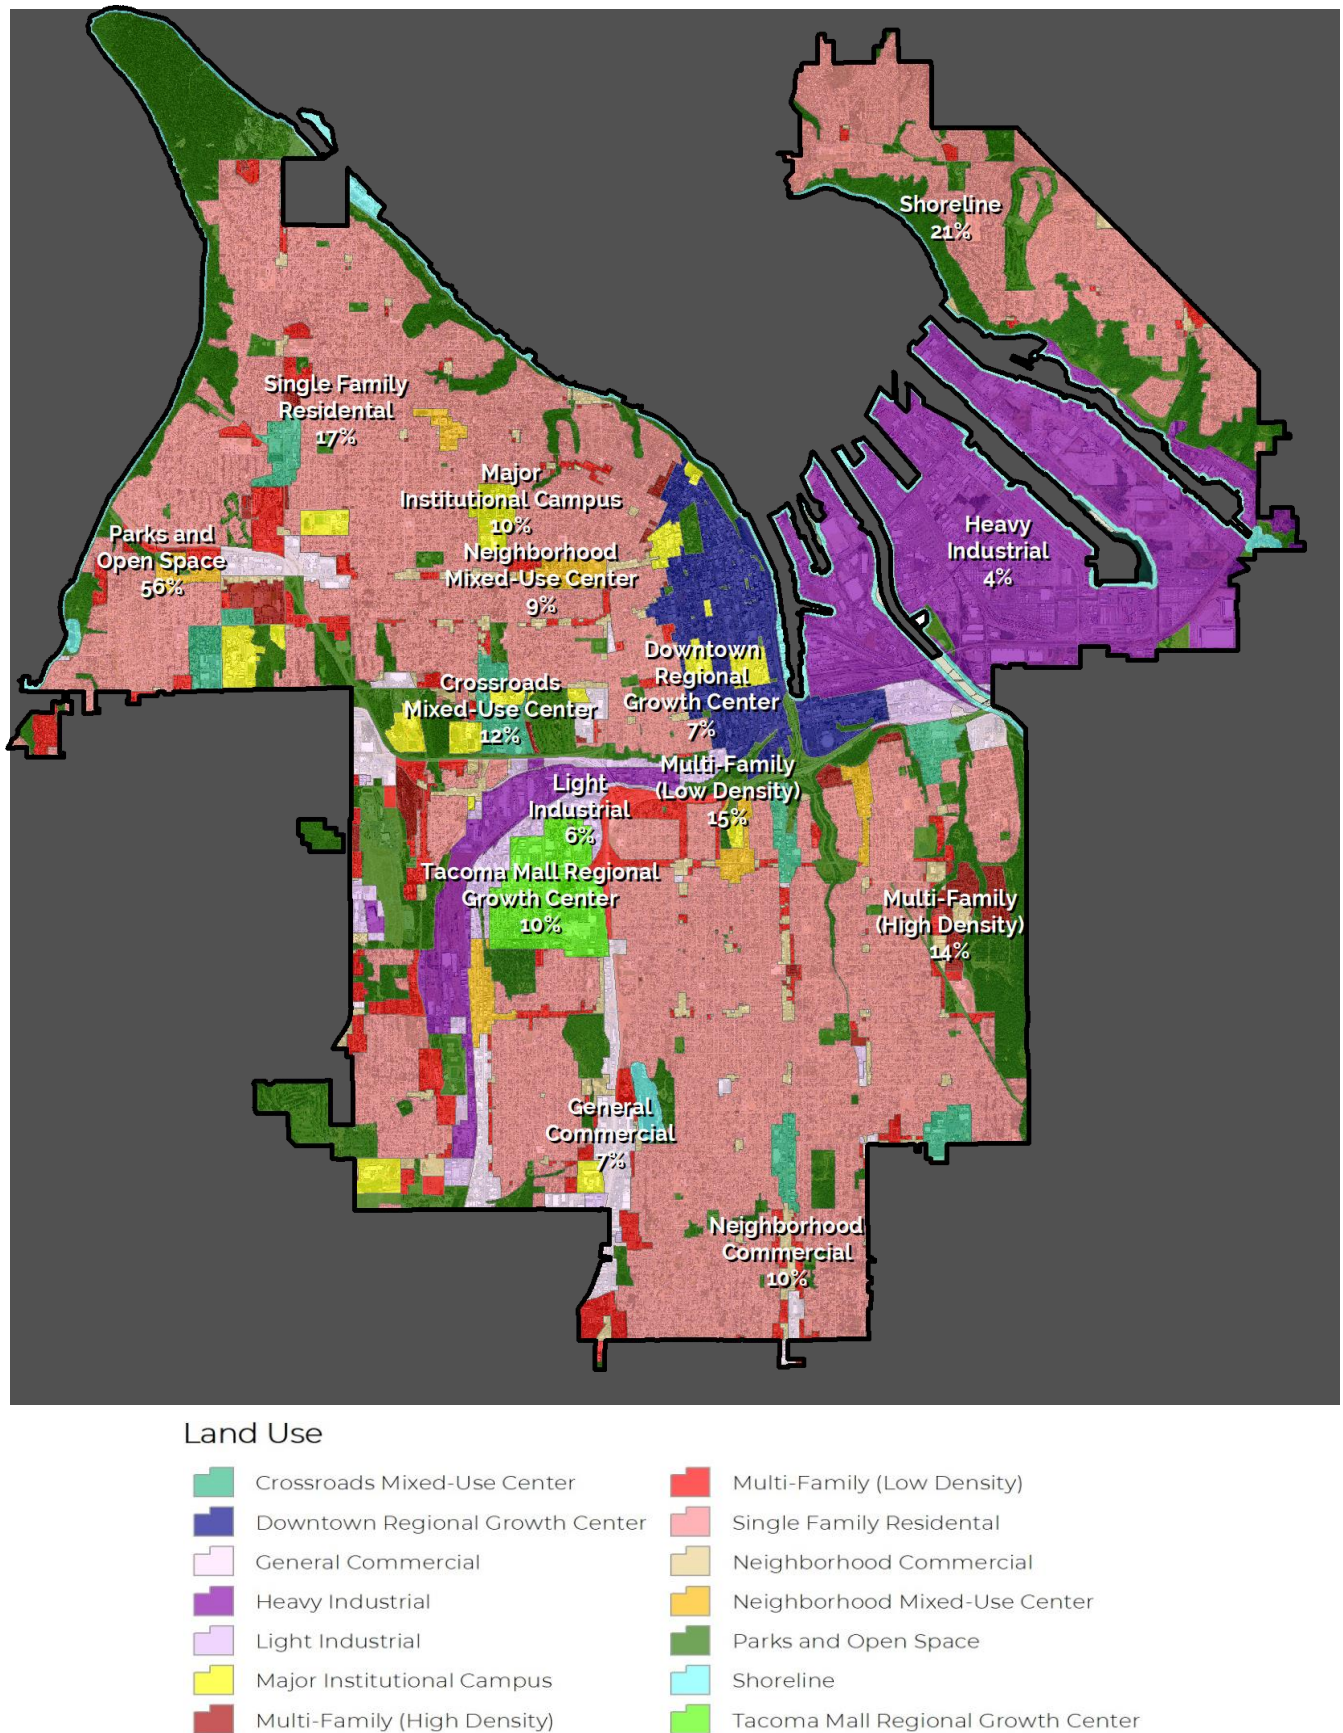 Shoreline
21%
Single Family
Residental
17%
Major
Institutional Campus
10%
Neighborhood
Mixed-Use Center
9%
Parks and
Open Space
56%
Heavy
Industrial
4%
Downtown
Regional
Growth Center
7%
Crossroads
Mixed-Use Center
12%
Multi-Family
(Low Density)
15%
Light
Industrial
6%
Tacoma Mall Regional
Growth Center
10%
Multi-Family
(High Density)
14%
General
Commercial
7%
Neighborhood
Commercial
10%
Land Use
Crossroads Mixed-Use Center
Downtown Regional Growth Center
General Commercial
Heavy Industrial
Light Industrial
Major Institutional Campus
Multi-Family (High Density)
Multi-Family (Low Density)
Single Family Residental
Neighborhood Commercial
Neighborhood Mixed-Use Center
Parks and Open Space
Shoreline
Tacoma Mall Regional Growth Center